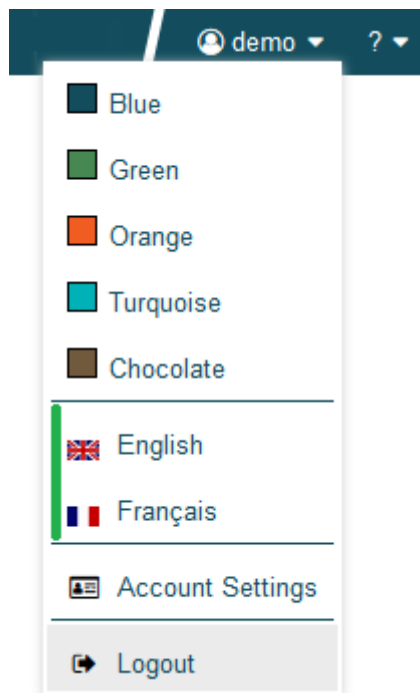 demo ?
Blue
Green
Orange
Turquoise
Chocolate
English
Français
Account Settings
Logout